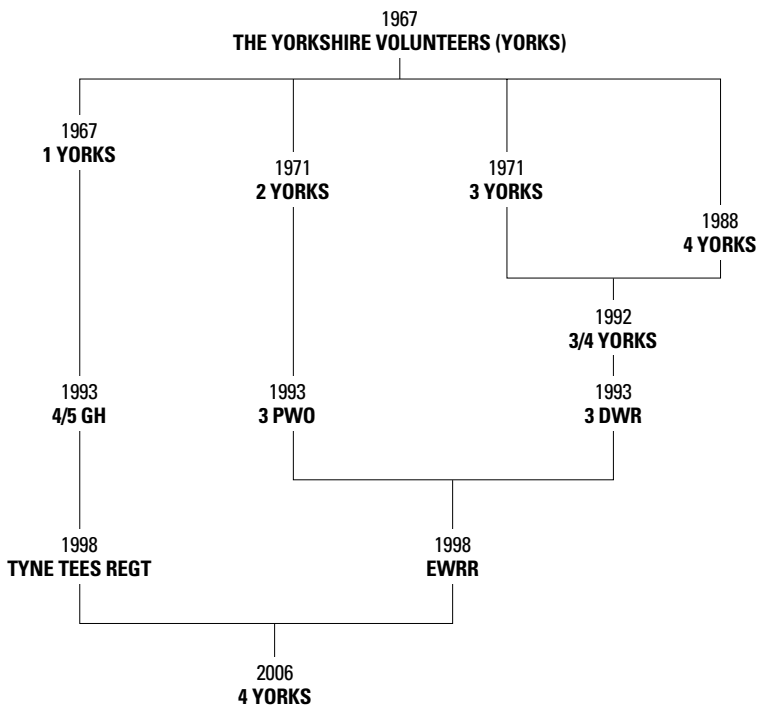 1967
THE YORKSHIRE VOLUNTEERS (YORKS)
1967
1 YORKS
1971
2 YORKS
1971
3 YORKS
1988
4 YORKS
1992
3/4 YORKS
1993
4/5 GH
1993
3 PWO
1993
3 DWR
1998
TYNE TEES REGT
1998
EWRR
2006
4 YORKS